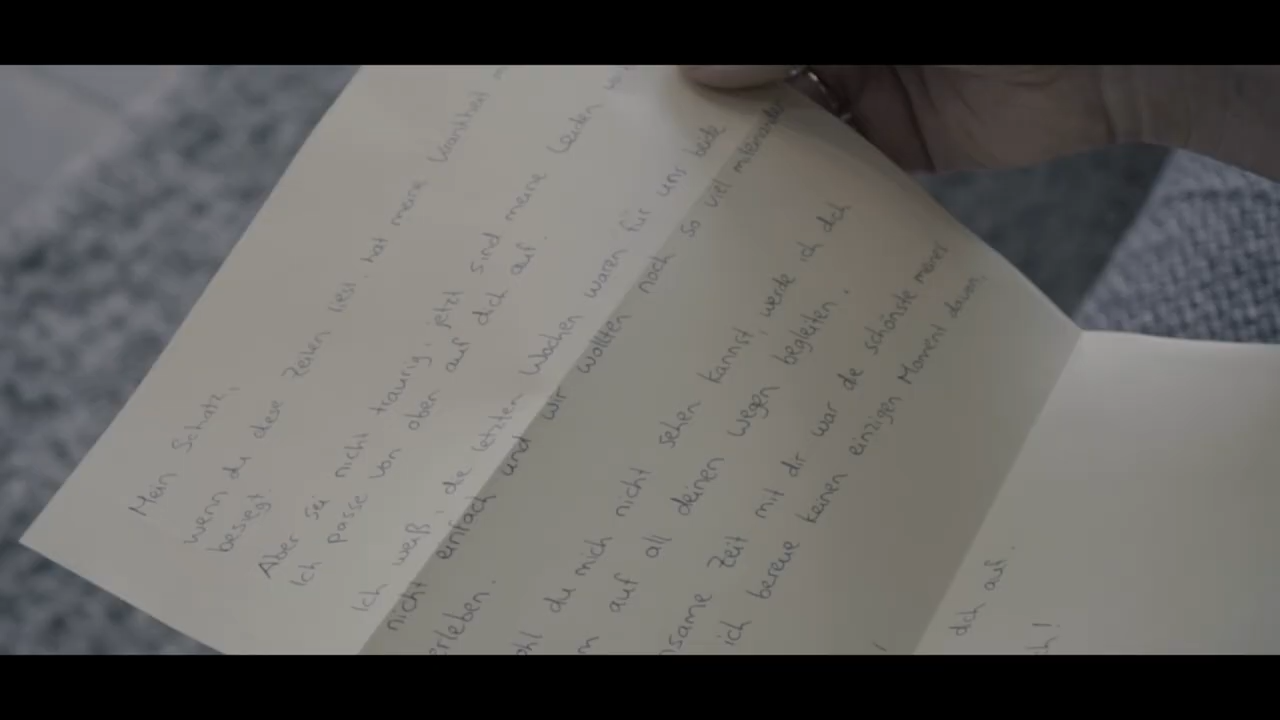 Mein Schatz,
wenn du diese Zeilen liest, hat meine Krankheit
besiegt.
Aber sei nicht traurig, jetzt sind meine Leiden
Ich passe von oben auf dich auf.
Ich weiß, die letzten Wochen waren für uns beide
nicht einfach und wir wollten noch so viel miteinander
erleben.
du mich nicht sehen kannst, werde ich dich
auf all deinen wegen begleiten.
Zeit mit dir war die schönste meines
ich bereue keinen einzigen Moment davon.
dich auf.